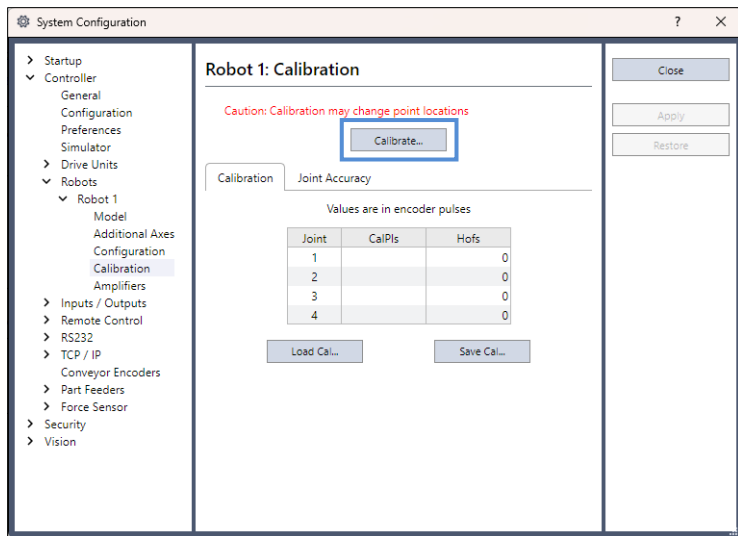 System Configuration
?
Startup
Controller
General
Configuration
Preferences
Simulator
Drive Units
Robots
Robot 1
Model
Additional Axes
Configuration
Calibration
Amplifiers
Inputs / Outputs
Remote Control
RS232
TCP / IP
Conveyor Encoders
Part Feeders
Force Sensor
Security
Vision
Robot 1: Calibration
Caution: Calibration may change point locations
Calibrate...
Calibration Joint Accuracy
Values are in encoder pulses
Joint CalPls Hofs
1 0
2 0
3 0
4 0
Load Cal... Save Cal...
Close
Apply
Restore